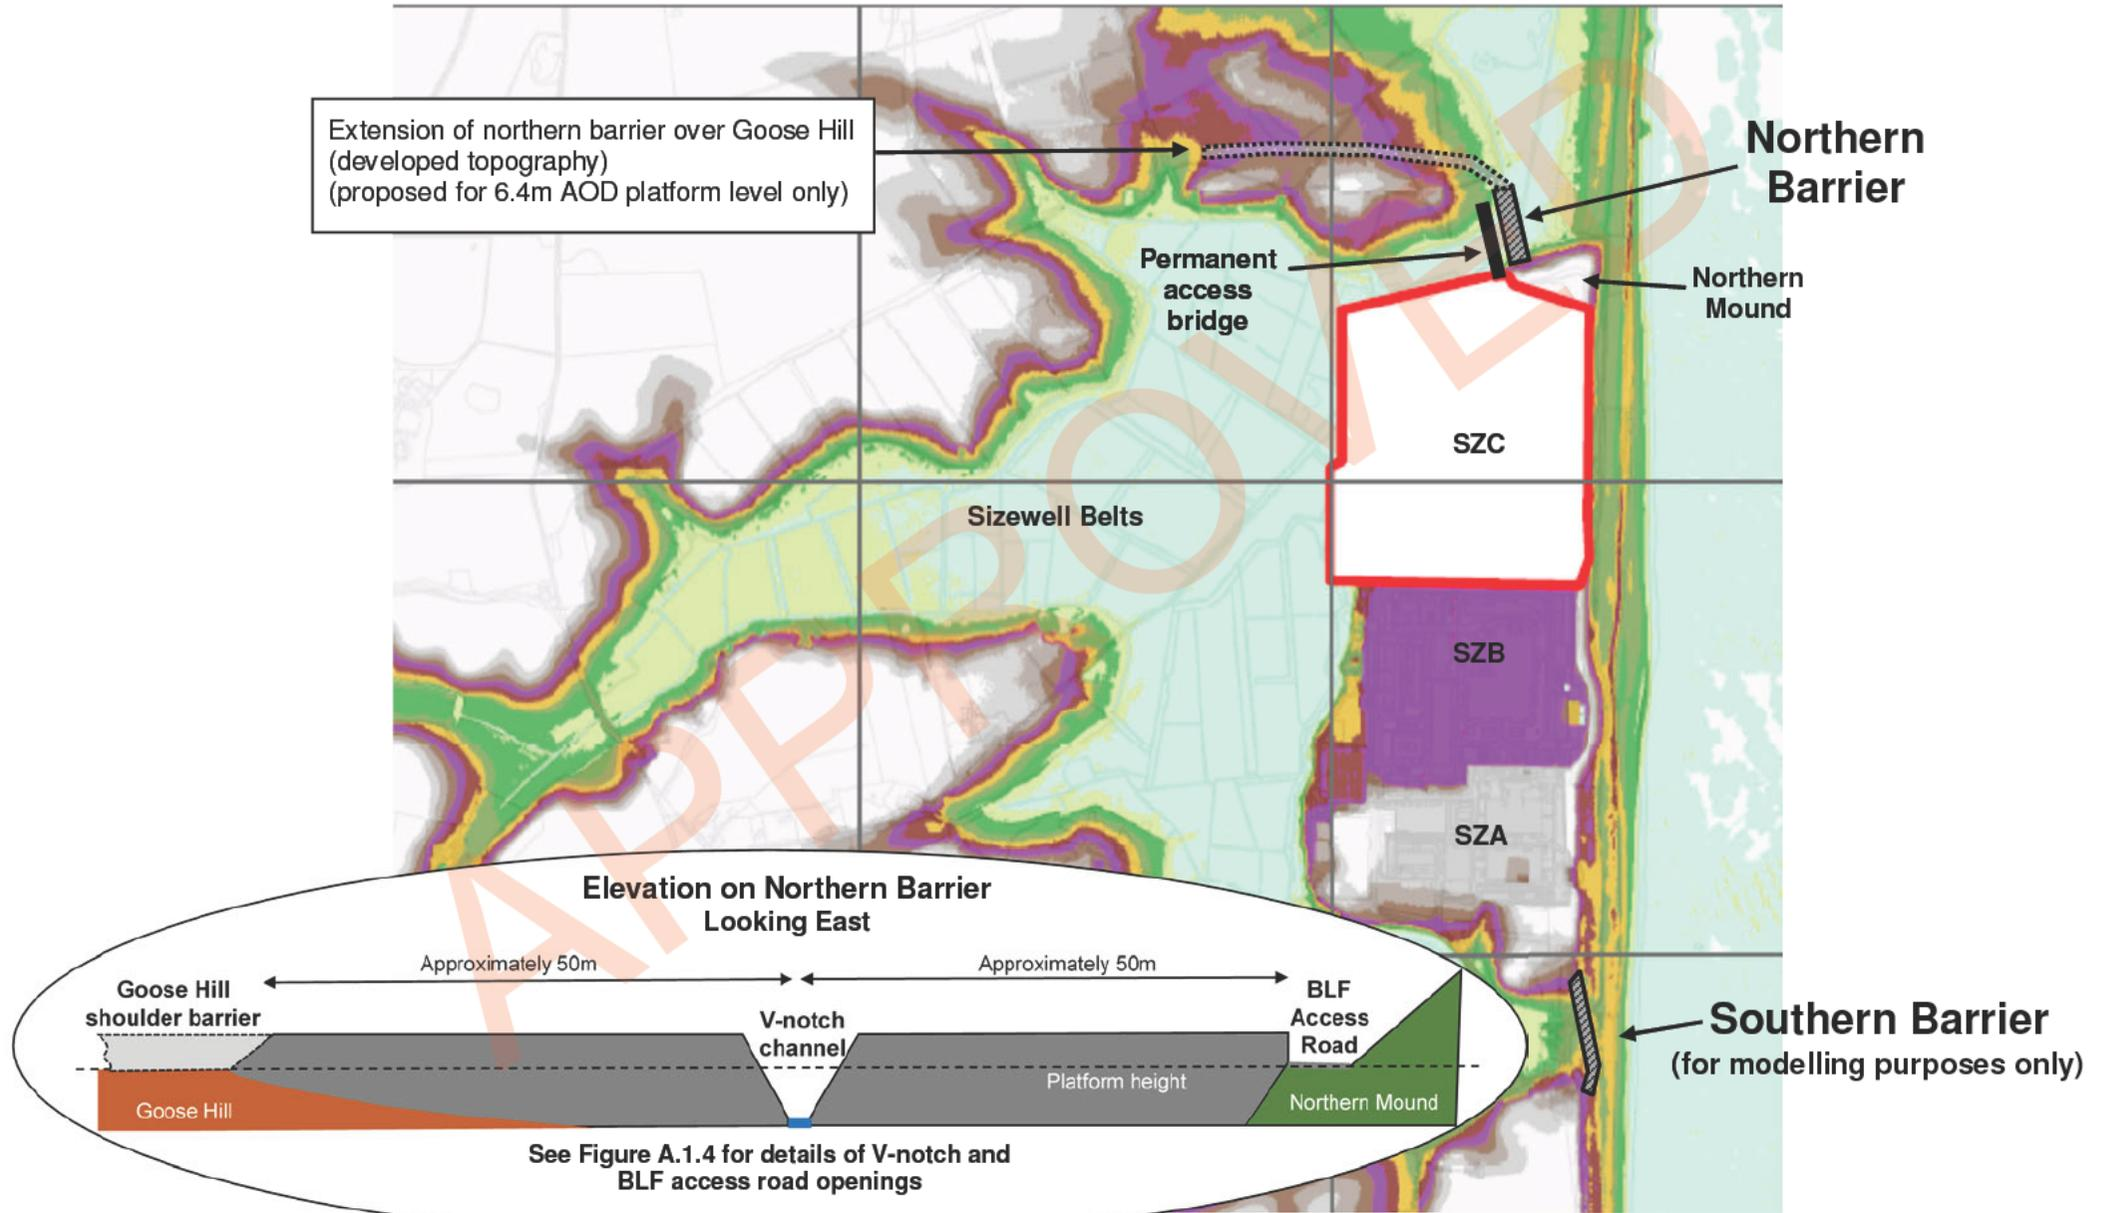 Extension of northern barrier over Goose Hill
(developed topography)
(proposed for 6.4m AOD platform level only)
Northern
Barrier
Permanent
access
bridge
Northern
Mound
SZC
Sizewell Belts
SZB
SZA
APPROVED
Elevation on Northern Barrier
Looking East
Approximately 50m
Approximately 50m
Goose Hill
shoulder barrier
V-notch
channel
BLF
Access
Road
Platform height
Goose Hill
Northern Mound
See Figure A.1.4 for details of V-notch and
BLF access road openings
Southern Barrier
(for modelling purposes only)